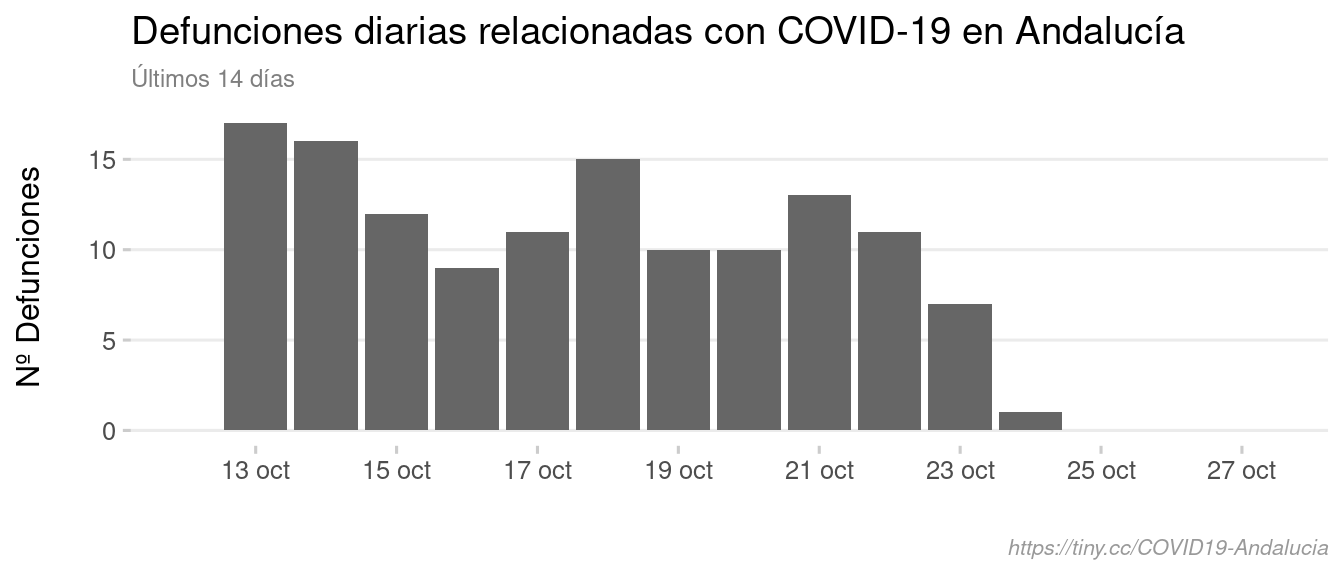 Defunciones diarias relacionadas con COVID-19 en Andalucía
Últimos 14 días
Nº Defunciones
15
10
5
0
13 oct 15 oct 17 oct 19 oct 21 oct 23 oct 25 oct 27 oct
https://tiny.cc/COVID19-Andalucia